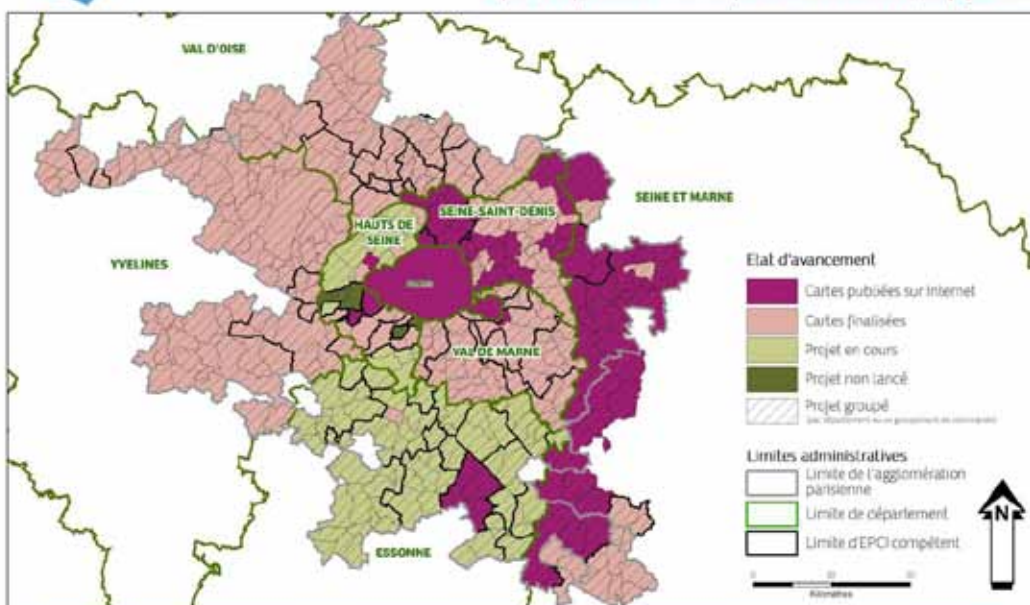 VAL D'OISE
SEINE-SAINT-DENIS
SEINE ET MARNE
HAUTS DE
SEINE
YVELINES
VAL DE MARNE
ESSONNE
Etat d'avancement
Cartes publiées sur Internet
Cartes finalisées
Projet en cours
Projet non lancé
Projet groupé
Limites administratives
Limite de l'agglomération
parisienne
Limite de département
Limite d'EPCI compétent
N
0
Kilomètres